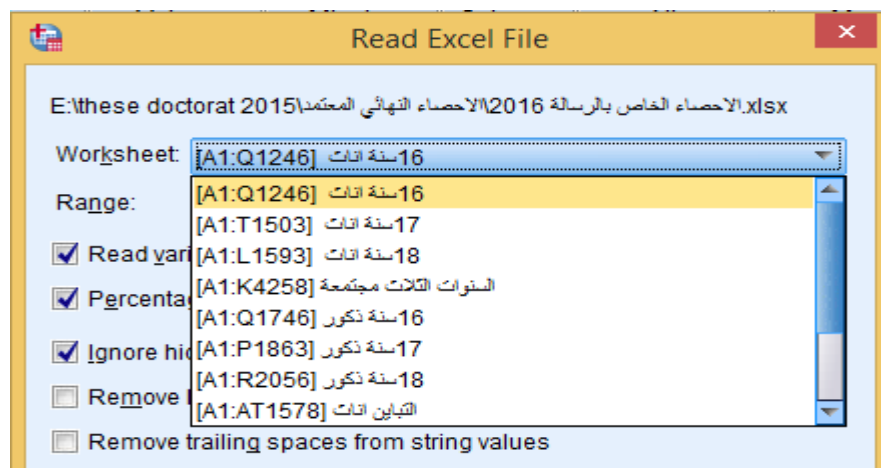 Read Excel File
E:\these doctorat 2015\الاحصاء الخاص بالرسالة 2016\الاحصاء النهائي المعتمد.xlsx
Worksheet: 16سنة اناث [A1:Q1246]
16سنة اناث [A1:Q1246]
Range:
17سنة اناث [A1:T1503]
Read vari
18سنة اناث [A1:L1593]
السنوات الثلاث مجتمعة [A1:K4258]
Percentag
16سنة ذكور [A1:Q1746]
17سنة ذكور [A1:P1863]
Ignore hid
18سنة ذكور [A1:R2056]
Remove l
التباين اناث [A1:AT1578]
Remove trailing spaces from string values